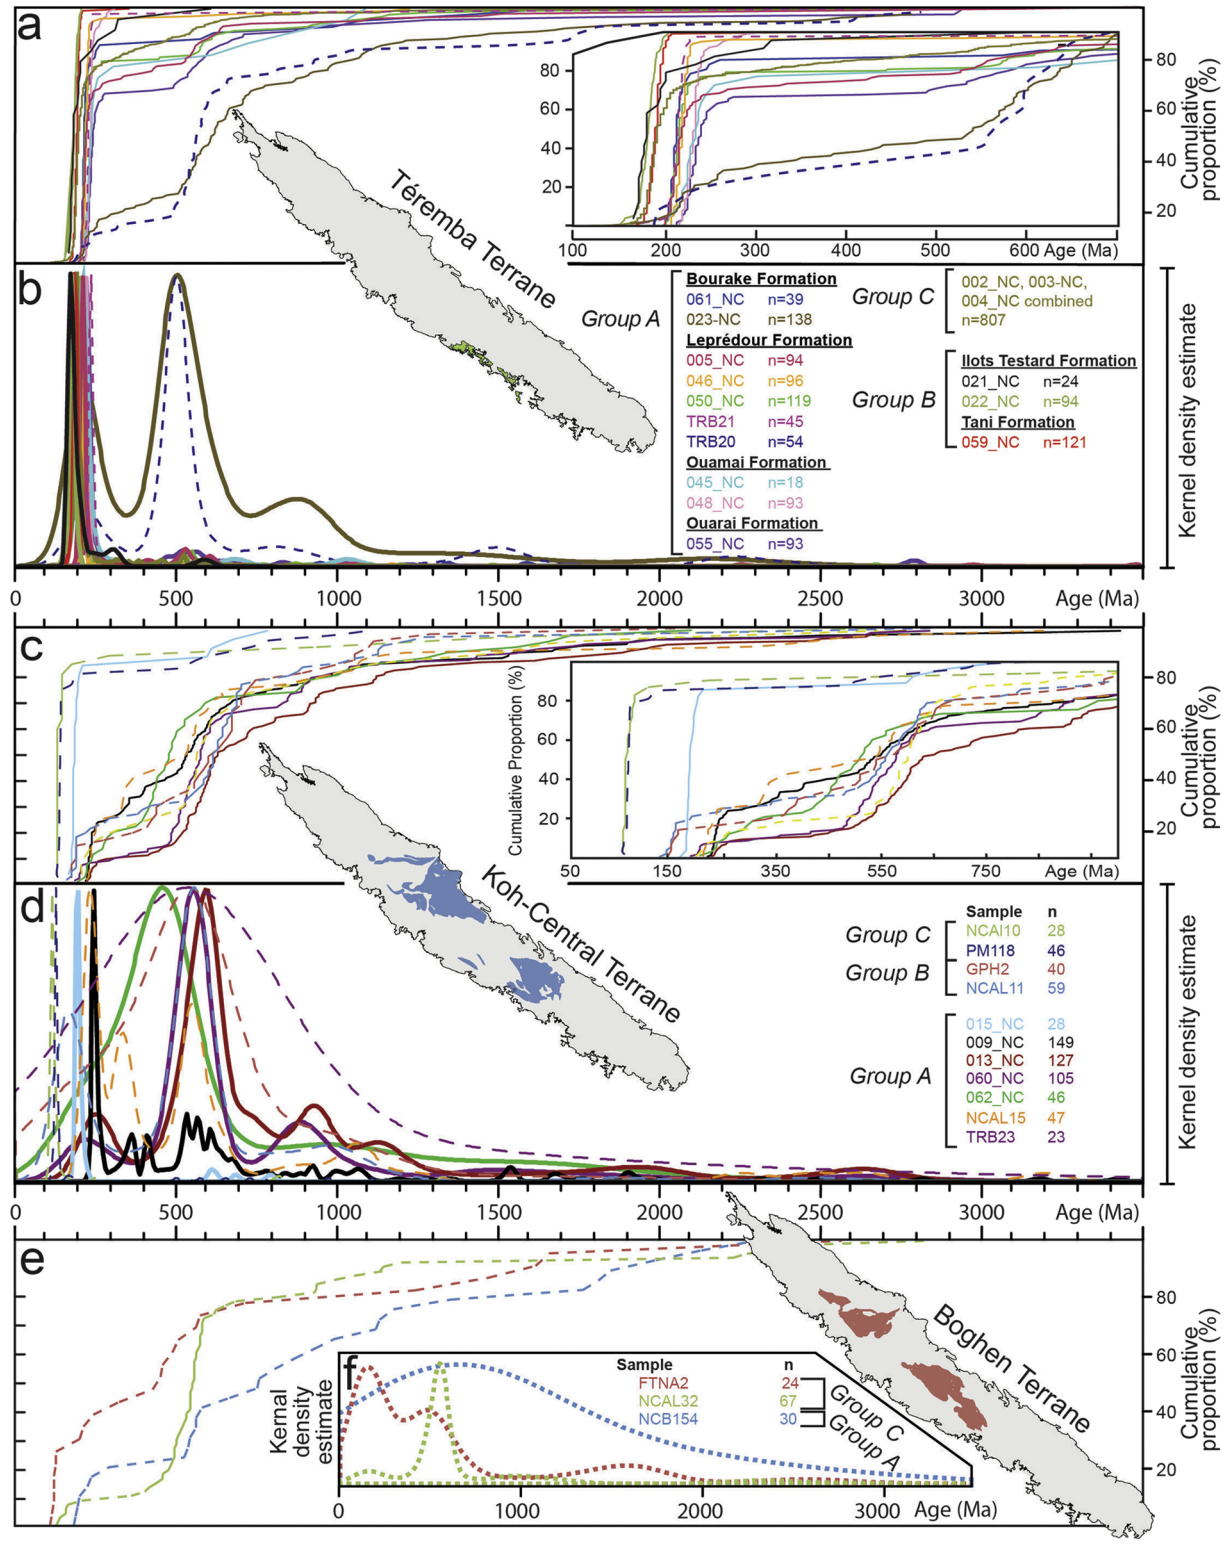 a
80
60
40
20
Cumulative
proportion (%)
80
60
40
20
100
200
300
400
500
600
Age (Ma)
Téremba Terrane
b
Group A
Bourake Formation
061_NC n=39
023-NC n=138
Leprédour Formation
005_NC n=94
046_NC n=96
050_NC n=119
TRB21 n=45
TRB20 n=54
Ouamai Formation
045_NC n=18
048_NC n=93
Ouarai Formation
055_NC n=93
Group C
002_NC, 003-NC,
004_NC combined
n=807
Group B
Ilots Testard Formation
021_NC n=24
022_NC n=94
Tani Formation
059_NC n=121
Kernel density estimate
0
500
1000
1500
2000
2500
3000
Age (Ma)
c
Cumulative Proportion (%)
80
60
40
20
50
150
350
550
750
Age (Ma)
80
60
40
20
Cumulative
proportion (%)
Koh-Central Terrane
d
Sample n
Group C
NCAl10 28
PM118 46
Group B
GPH2 40
NCAL11 59
Group A
015_NC 28
009_NC 149
013_NC 127
060_NC 105
062_NC 46
NCAL15 47
TRB23 23
Kernel density estimate
0
500
1000
1500
2000
2500
3000
Age (Ma)
e
80
60
40
20
Cumulative
proportion (%)
Boghen Terrane
f
Kernal
density
estimate
Sample n
FTNA2 24
NCAL32 67
NCB154 30
Group C
Group A
0
1000
2000
3000
Age (Ma)